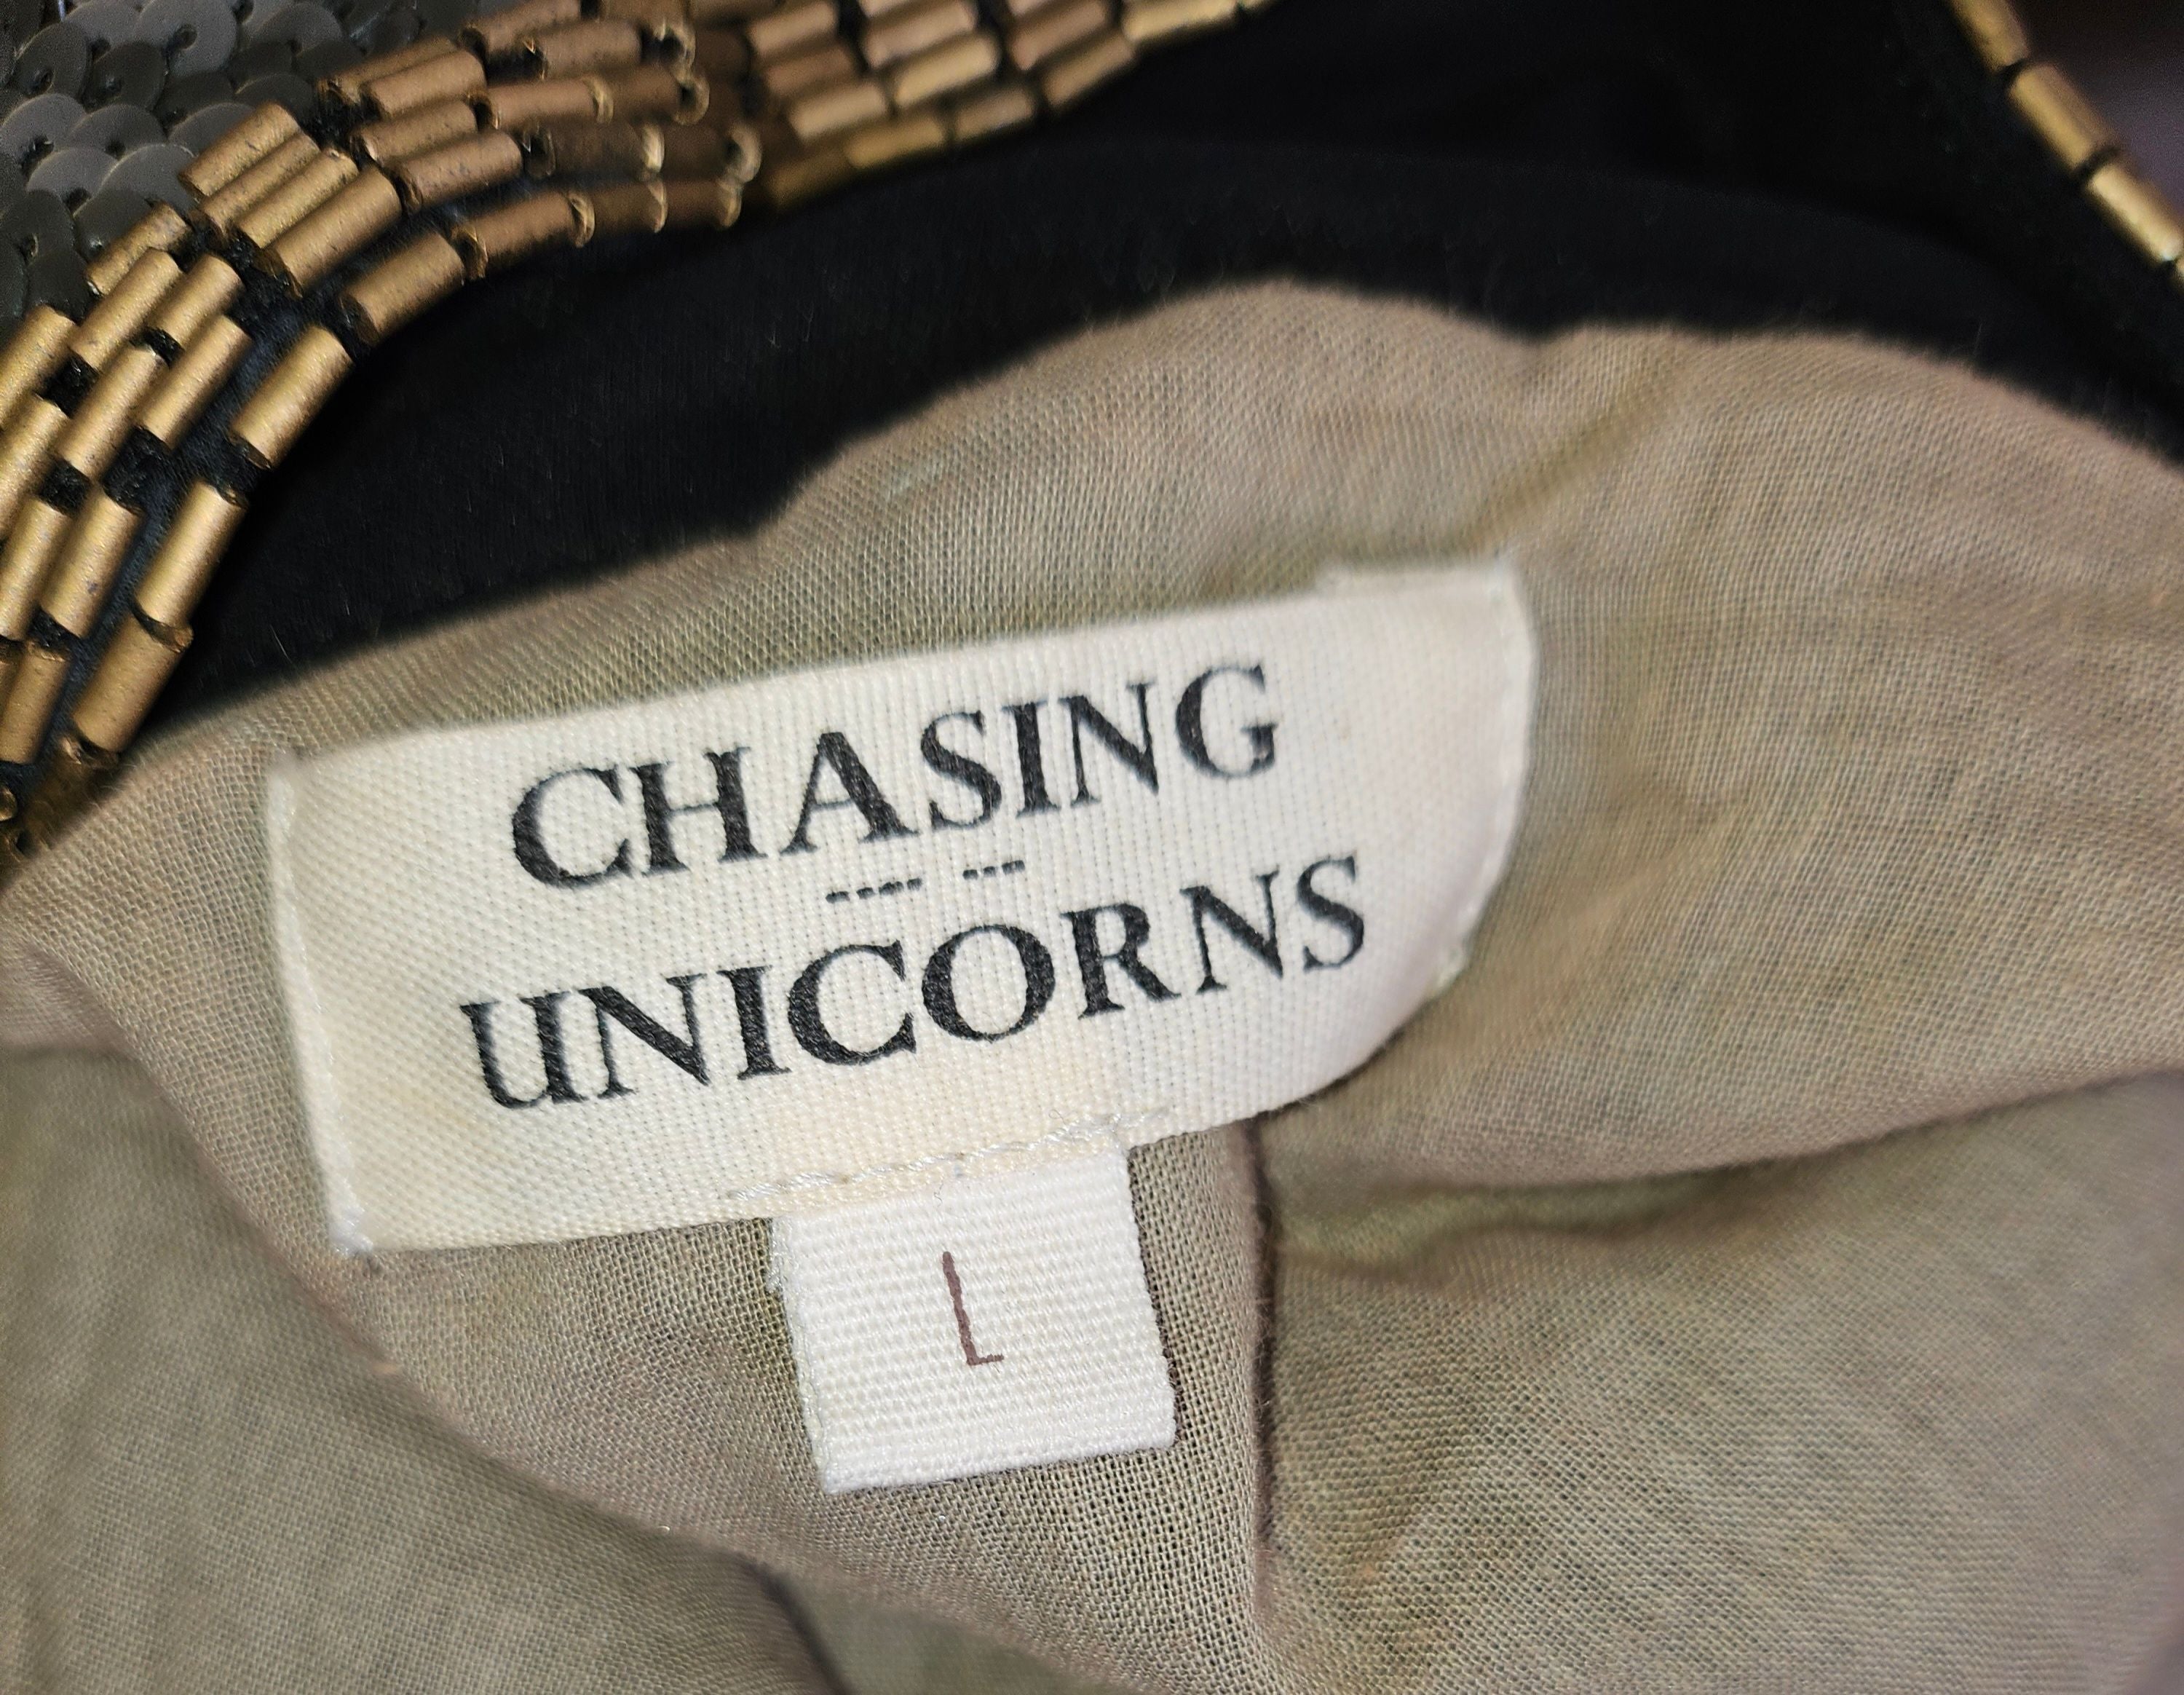 CHASING
---- ---
UNICORNS
L